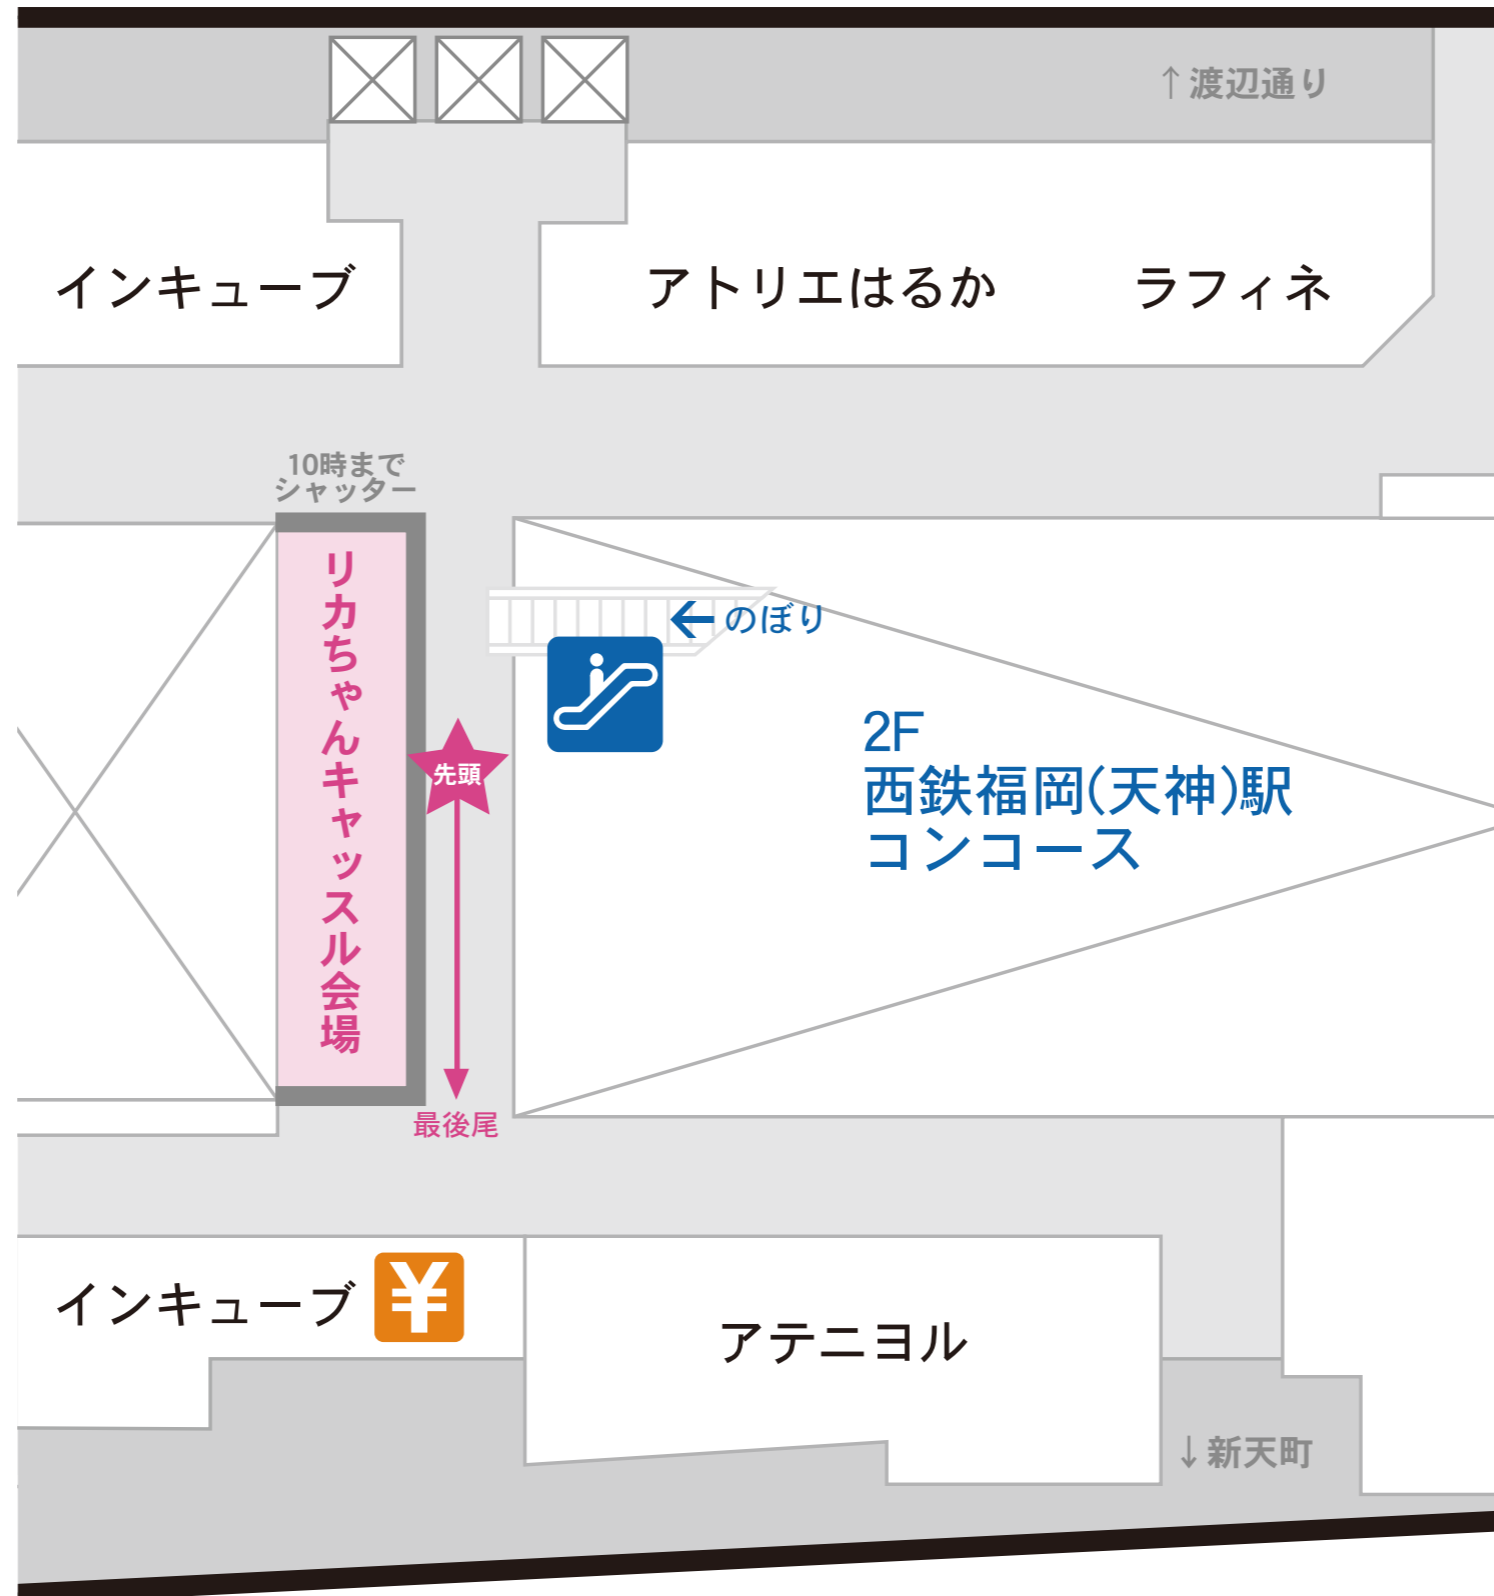 ↑渡辺通り
インキューブ
アトリエはるか
ラフィネ
10時まで
シャッター
リカちゃんキャッスル会場
←のぼり
先頭
2F
西鉄福岡(天神)駅
コンコース
最後尾
インキューブ
¥
アテニヨル
↓新天町